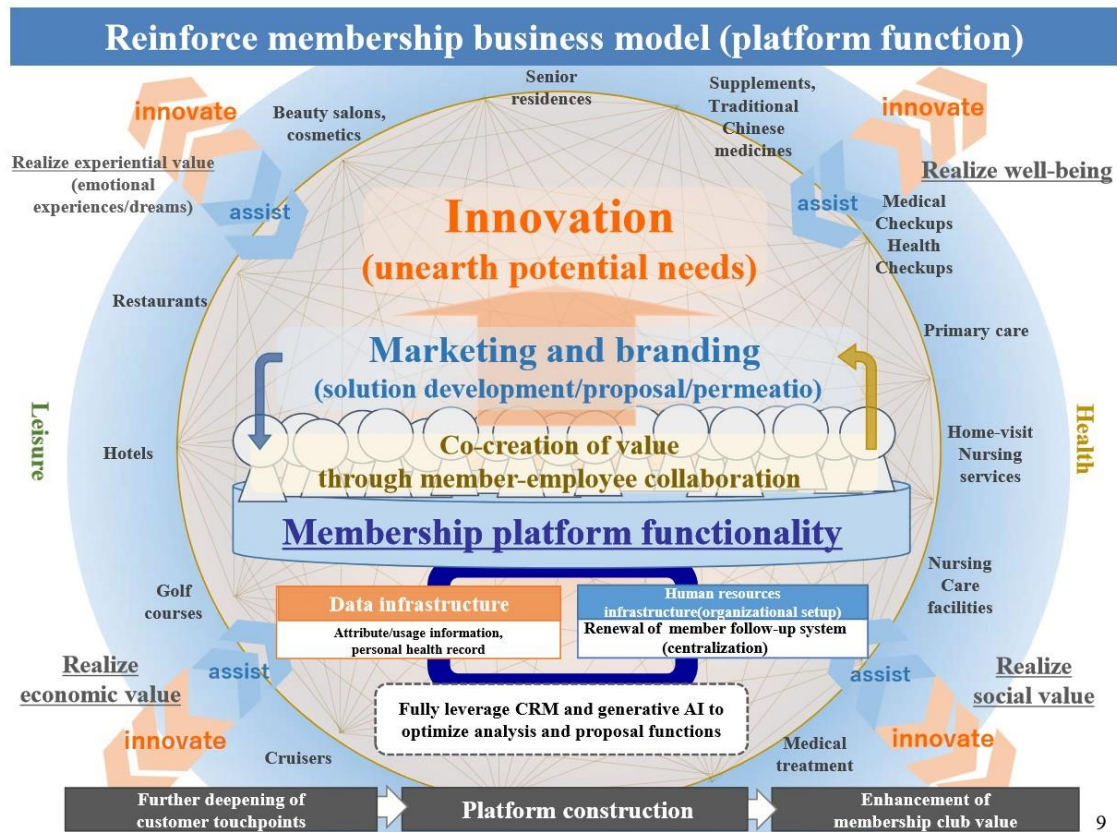 Reinforce membership business model (platform function)
innovate
Realize experiential value
(emotional
experiences/dreams)
assist
Beauty salons,
cosmetics
Senior
residences
Supplements,
Traditional
Chinese
medicines
innovate
Realize well-being
assist
Medical
Checkups
Health
Checkups
Innovation
(unearth potential needs)
Restaurants
Primary care
Marketing and branding
(solution development/proposal/permeatio)
Leisure
Health
Hotels
Home-visit
Nursing
services
Co-creation of value
through member-employee collaboration
Membership platform functionality
Golf
courses
Nursing
Care
facilities
Data infrastructure
Attribute/usage information,
personal health record
Human resources
infrastructure(organizational setup)
Renewal of member follow-up system
(centralization)
Realize
economic value
assist
innovate
assist
Realize
social value
innovate
Fully leverage CRM and generative AI to
optimize analysis and proposal functions
Cruisers
Medical
treatment
Further deepening of
customer touchpoints
Platform construction
Enhancement of
membership club value
9